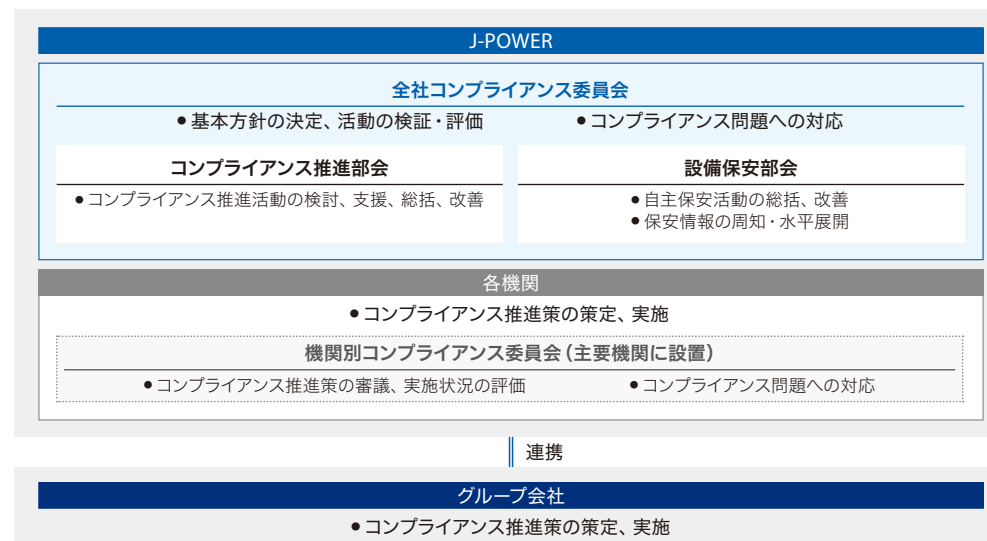 J-POWER
全社コンプライアンス委員会
●基本方針の決定、活動の検証・評価　●コンプライアンス問題への対応
コンプライアンス推進部会
●コンプライアンス推進活動の検討、支援、総括、改善
設備保安部会
●自主保安活動の総括、改善
●保安情報の周知・水平展開
各機関
●コンプライアンス推進策の策定、実施
機関別コンプライアンス委員会（主要機関に設置）
●コンプライアンス推進策の審議、実施状況の評価　●コンプライアンス問題への対応
連携
グループ会社
●コンプライアンス推進策の策定、実施